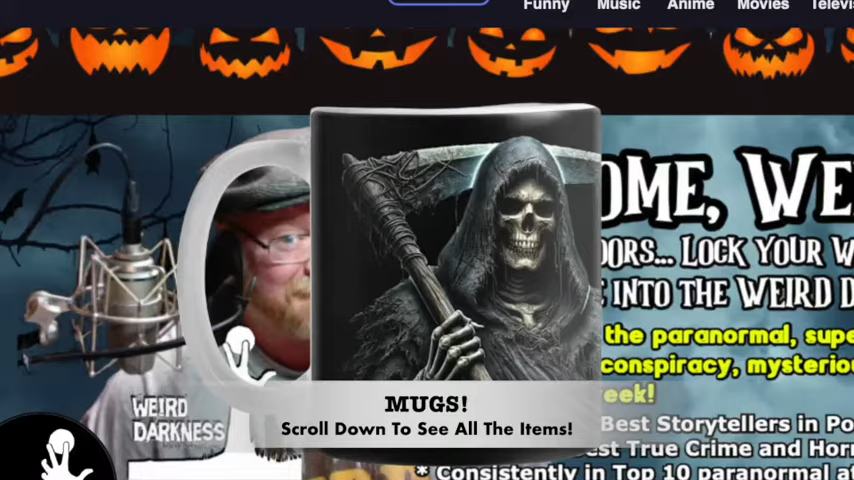 Funny Music Anime Movies
OME, WE
OORS... LOCK YOUR W
INTO THE WEIRD D
the paranormal, supe
conspiracy, mysteriou
eek!
MUGS!
Scroll Down To See All The Items!
WEIRD
DARKNESS
Best Storytellers in Po
st True Crime and Horr
* Consistently in Top 10 paranormal a